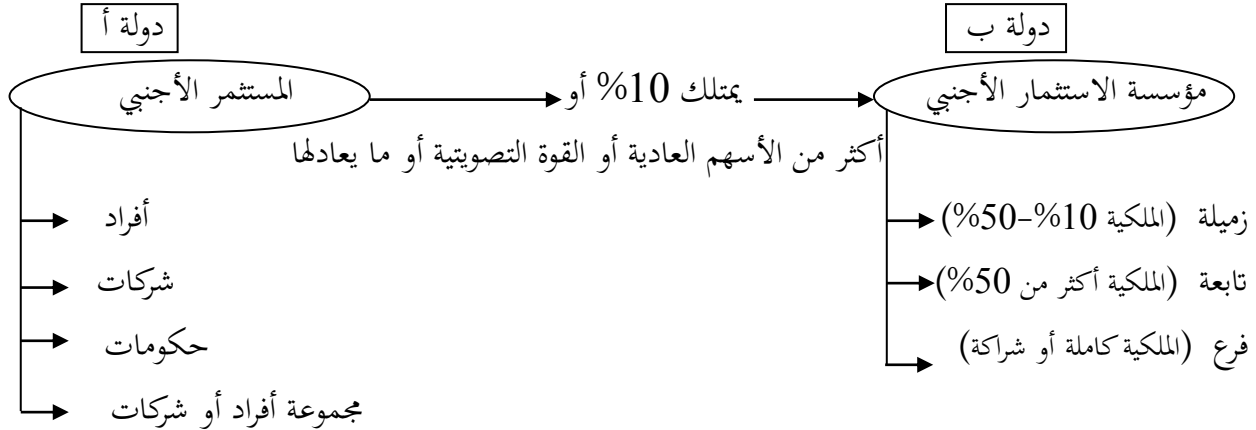 دولة أ
دولة ب
المستثمر الأجنبي
يمتلك 10% أو
مؤسسة الاستثمار الأجنبي
أكثر من الأسهم العادية أو القوة التصويتية أو ما يعادلها
أفراد
شركات
حكومات
مجموعة أفراد أو شركات
زميلة (الملكية 10%-50%)
تابعة (الملكية أكثر من 50%)
فرع (الملكية كاملة أو شراكة)